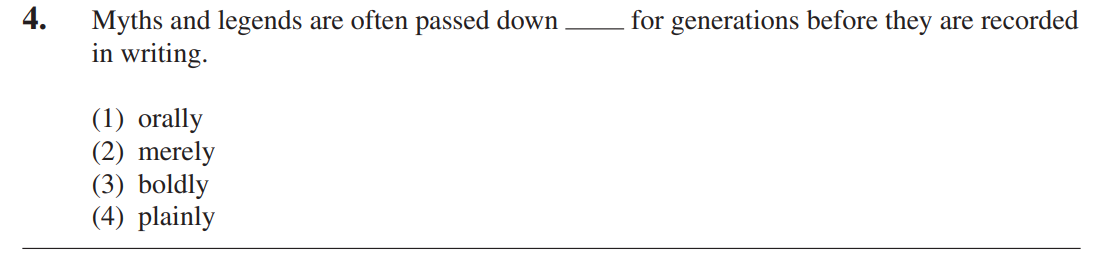 4. Myths and legends are often passed down ____ for generations before they are recorded
in writing.
(1) orally
(2) merely
(3) boldly
(4) plainly